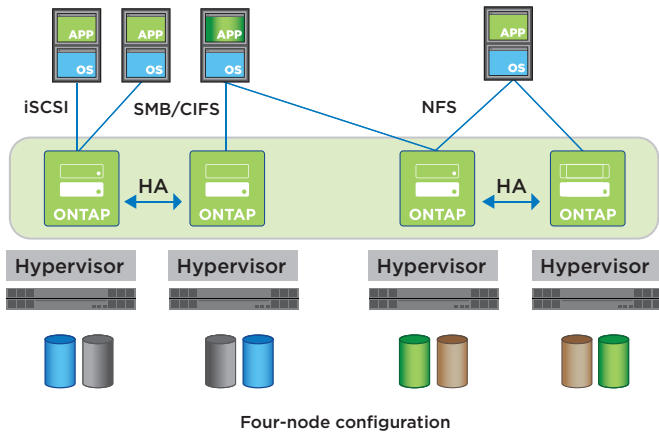 APP
OS
APP
OS
APP
OS
APP
OS
iSCSI
SMB/CIFS
NFS
ONTAP
HA
ONTAP
ONTAP
HA
ONTAP
Hypervisor
Hypervisor
Hypervisor
Hypervisor
Four-node configuration